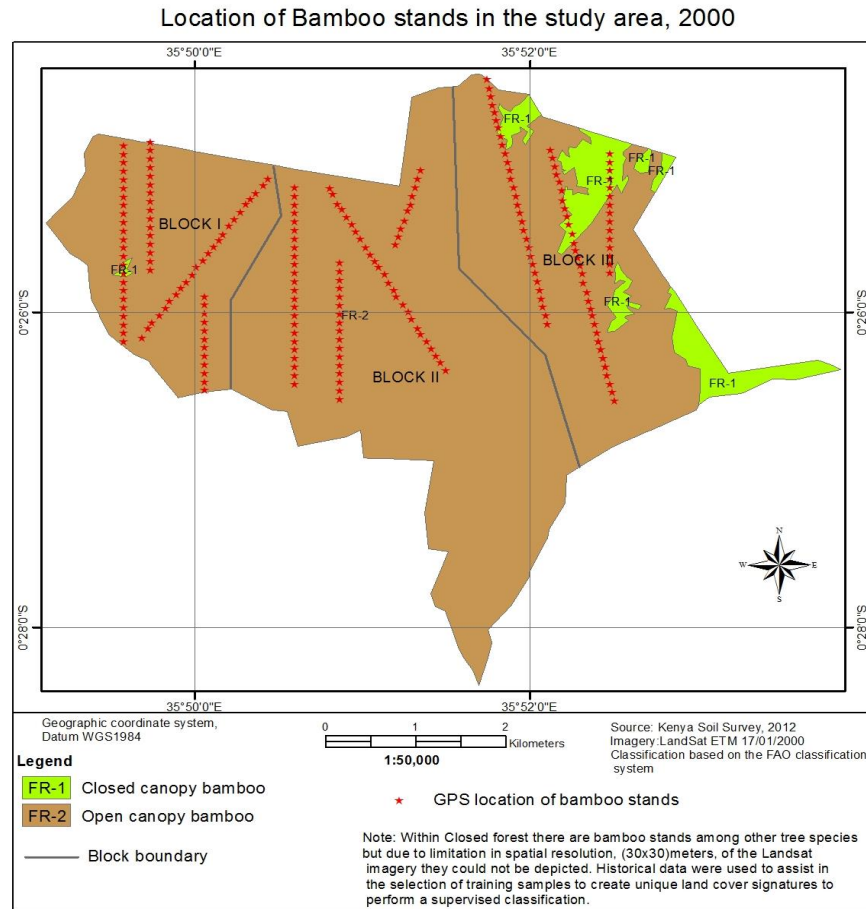 Location of Bamboo stands in the study area, 2000
35°50'0"E
35°52'0"E
FR-1
FR-1
FR-1
FR-1
BLOCK I
BLOCK III
FR-1
FR-1
0°26'0"S
0°26'0"S
FR-2
BLOCK II
FR-1
N
W
E
S
0°28'0"S
0°28'0"S
35°50'0"E
35°52'0"E
Geographic coordinate system,
Datum WGS1984
0
1
2
Kilometers
1:50,000
Source: Kenya Soil Survey, 2012
Imagery:LandSat ETM 17/01/2000
Classification based on the FAO classification
system
Legend
FR-1 Closed canopy bamboo
FR-2 Open canopy bamboo
Block boundary
GPS location of bamboo stands
Note: Within Closed forest there are bamboo stands among other tree species
but due to limitation in spatial resolution, (30x30)meters, of the Landsat
imagery they could not be depicted. Historical data were used to assist in
the selection of training samples to create unique land cover signatures to
perform a supervised classification.